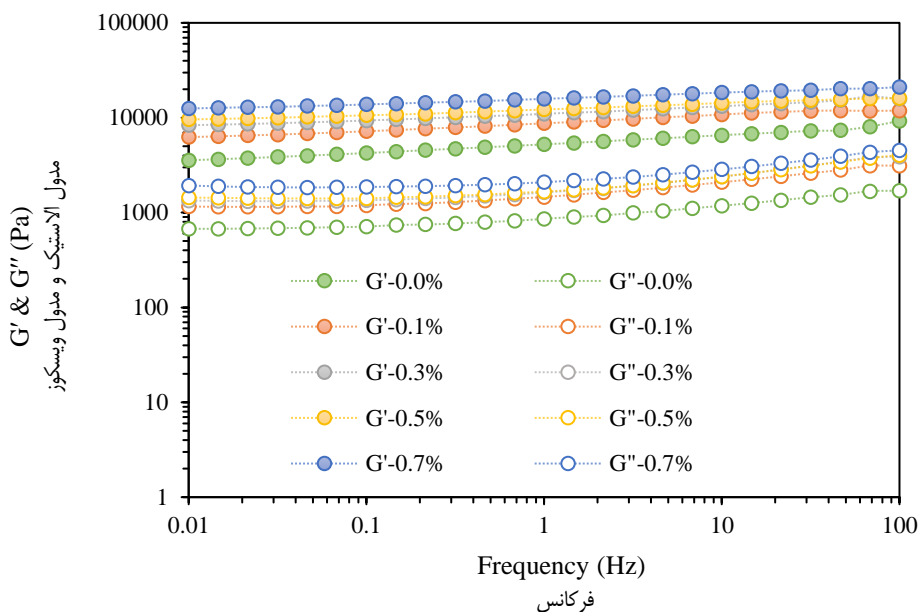 100000
10000
1000
100
10
1
G' & G'' (Pa)
مدول الاستیک و مدول ویسکوز
G'-0.0%
G''-0.0%
G'-0.1%
G''-0.1%
G'-0.3%
G''-0.3%
G'-0.5%
G''-0.5%
G'-0.7%
G''-0.7%
0.01
0.1
1
10
100
Frequency (Hz)
فرکانس